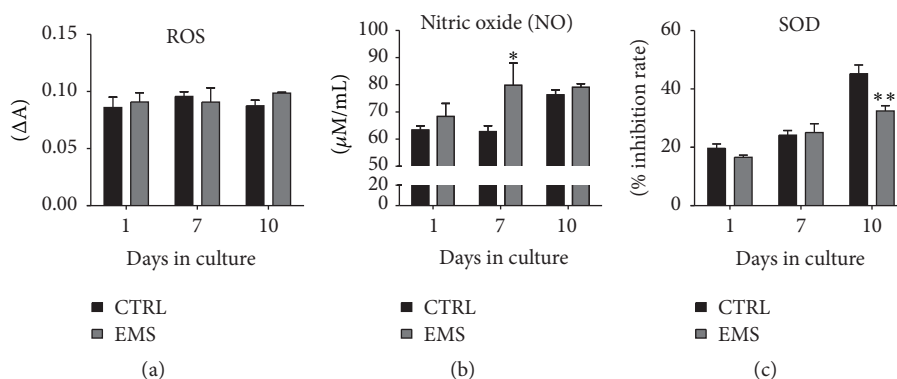 ROS
(ΔA)
0.15
0.10
0.05
0.00
1 7 10
Days in culture
CTRL
EMS
(a)
Nitric oxide (NO)
(μM/mL)
100
90
80
70
60
50
20
0
*
1 7 10
Days in culture
CTRL
EMS
(b)
SOD
(% inhibition rate)
60
40
20
0
**
1 7 10
Days in culture
CTRL
EMS
(c)